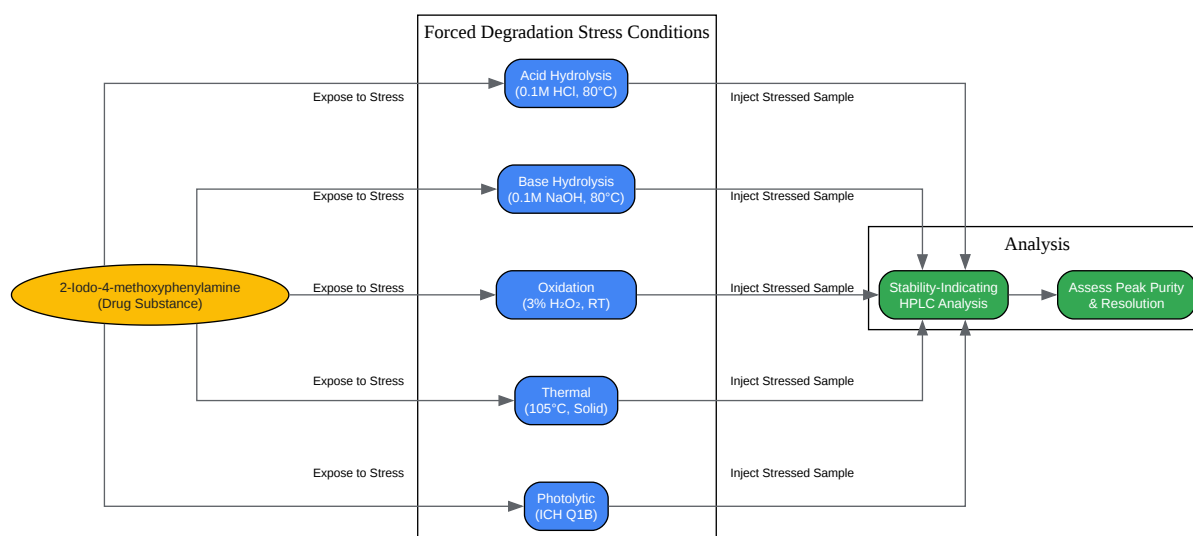 Forced Degradation Stress Conditions
Acid Hydrolysis
(0.1M HCl, 80°C)
Expose to Stress
Inject Stressed Sample
Base Hydrolysis
(0.1M NaOH, 80°C)
Expose to Stress
Inject Stressed Sample
Analysis
2-Iodo-4-methoxyphenylamine
(Drug Substance)
Expose to Stress
Oxidation
(3% H₂O₂, RT)
Inject Stressed Sample
Stability-Indicating
HPLC Analysis
Assess Peak Purity
& Resolution
Expose to Stress
Thermal
(105°C, Solid)
Inject Stressed Sample
Expose to Stress
Photolytic
(ICH Q1B)
Inject Stressed Sample